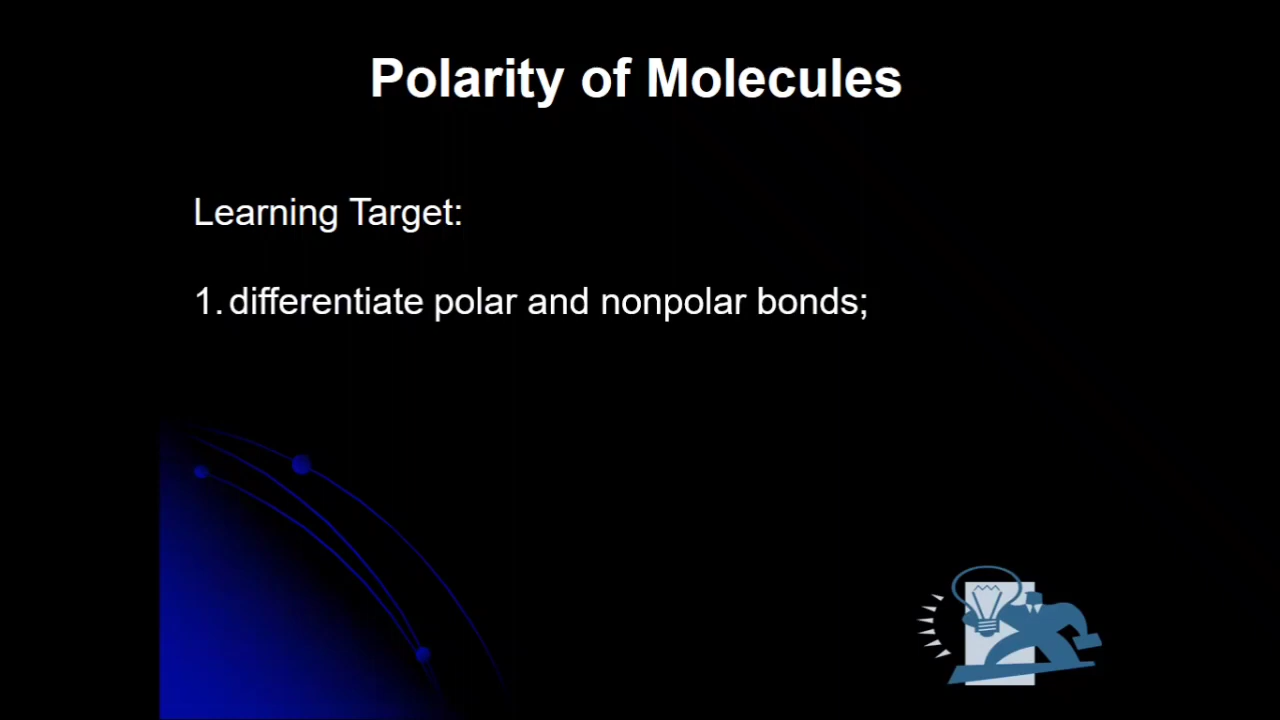 Polarity of Molecules
Learning Target:
1. differentiate polar and nonpolar bonds;